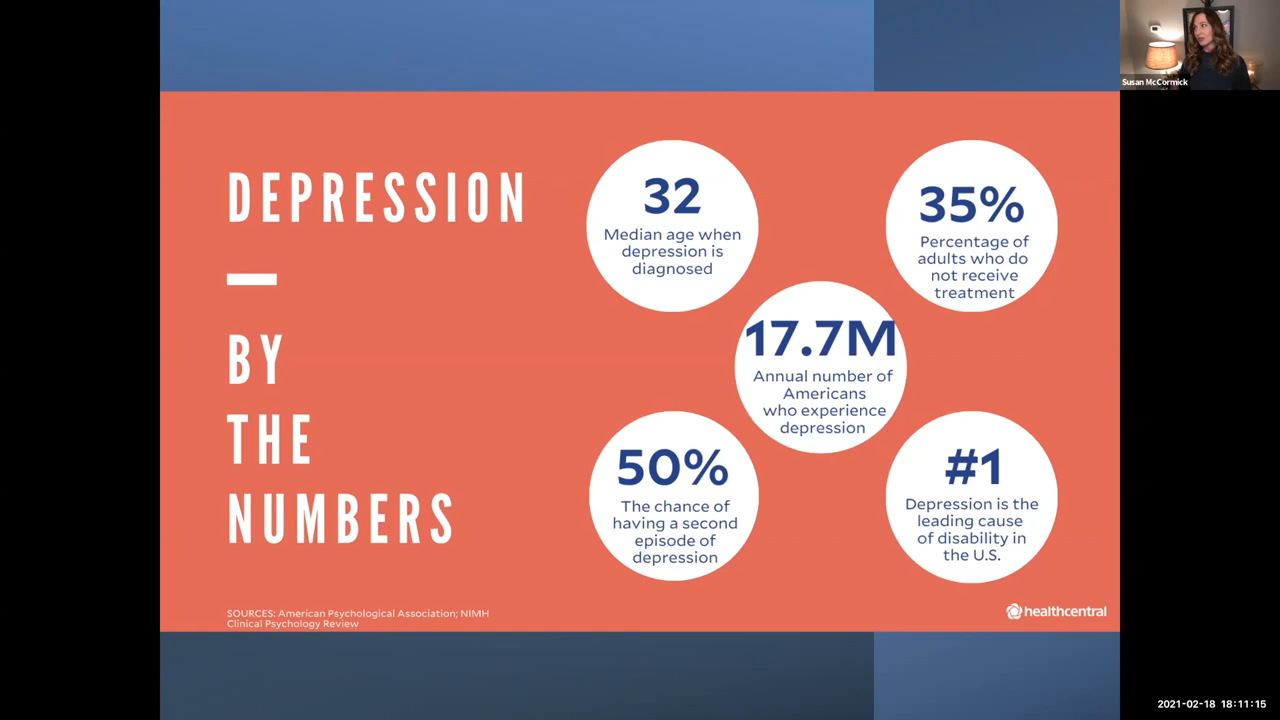 Susan McCormick
DEPRESSION
BY
THE
NUMBERS
32
Median age when
depression is
diagnosed
35%
Percentage of
adults who do
not receive
treatment
17.7M
Annual number of
Americans
who experience
depression
50%
The chance of
having a second
episode of
depression
#1
Depression is the
leading cause
of disability in
the U.S.
SOURCES: American Psychological Association; NIMH
Clinical Psychology Review
healthcentral
2021-02-18 18:11:15